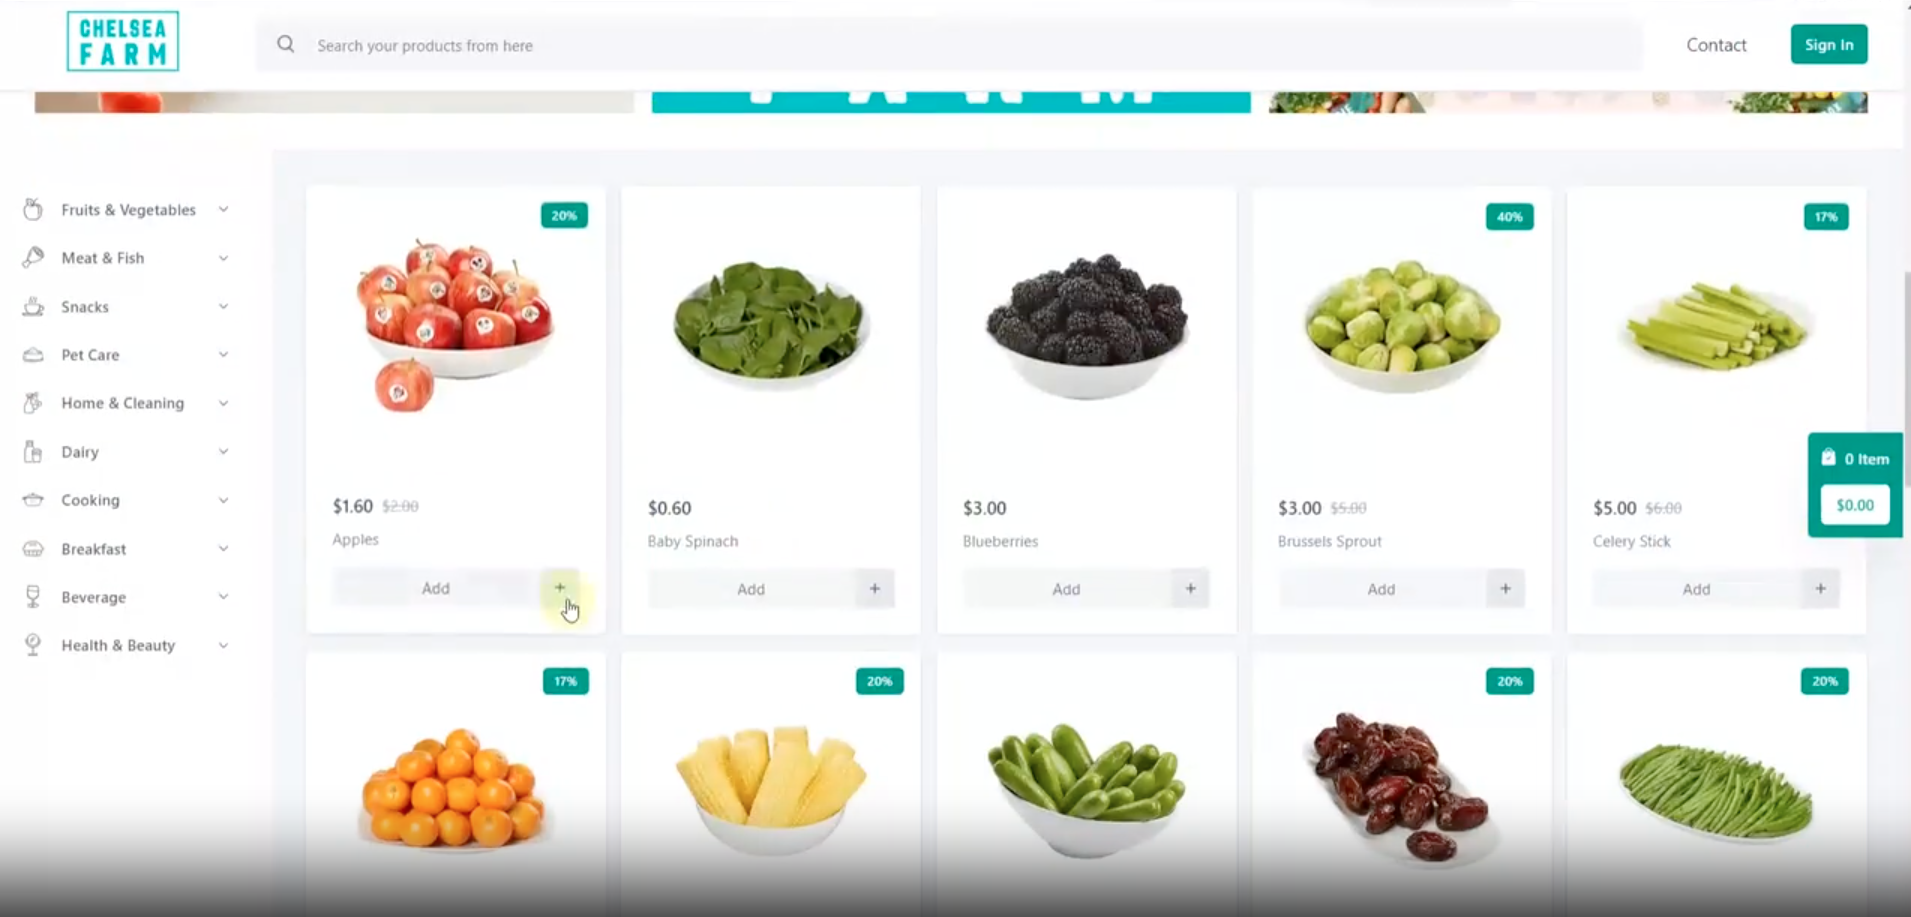 CHELSEA
FARM
Search your products from here
Contact
Sign In
Fruits & Vegetables
Meat & Fish
Snacks
Pet Care
Home & Cleaning
Dairy
Cooking
Breakfast
Beverage
Health & Beauty
20%
40%
17%
$1.60 $2.00
Apples
Add +
$0.60
Baby Spinach
Add +
$3.00
Blueberries
Add +
$3.00 $5.00
Brussels Sprout
Add +
$5.00 $6.00
Celery Stick
Add +
0 Item
$0.00
17%
20%
20%
20%